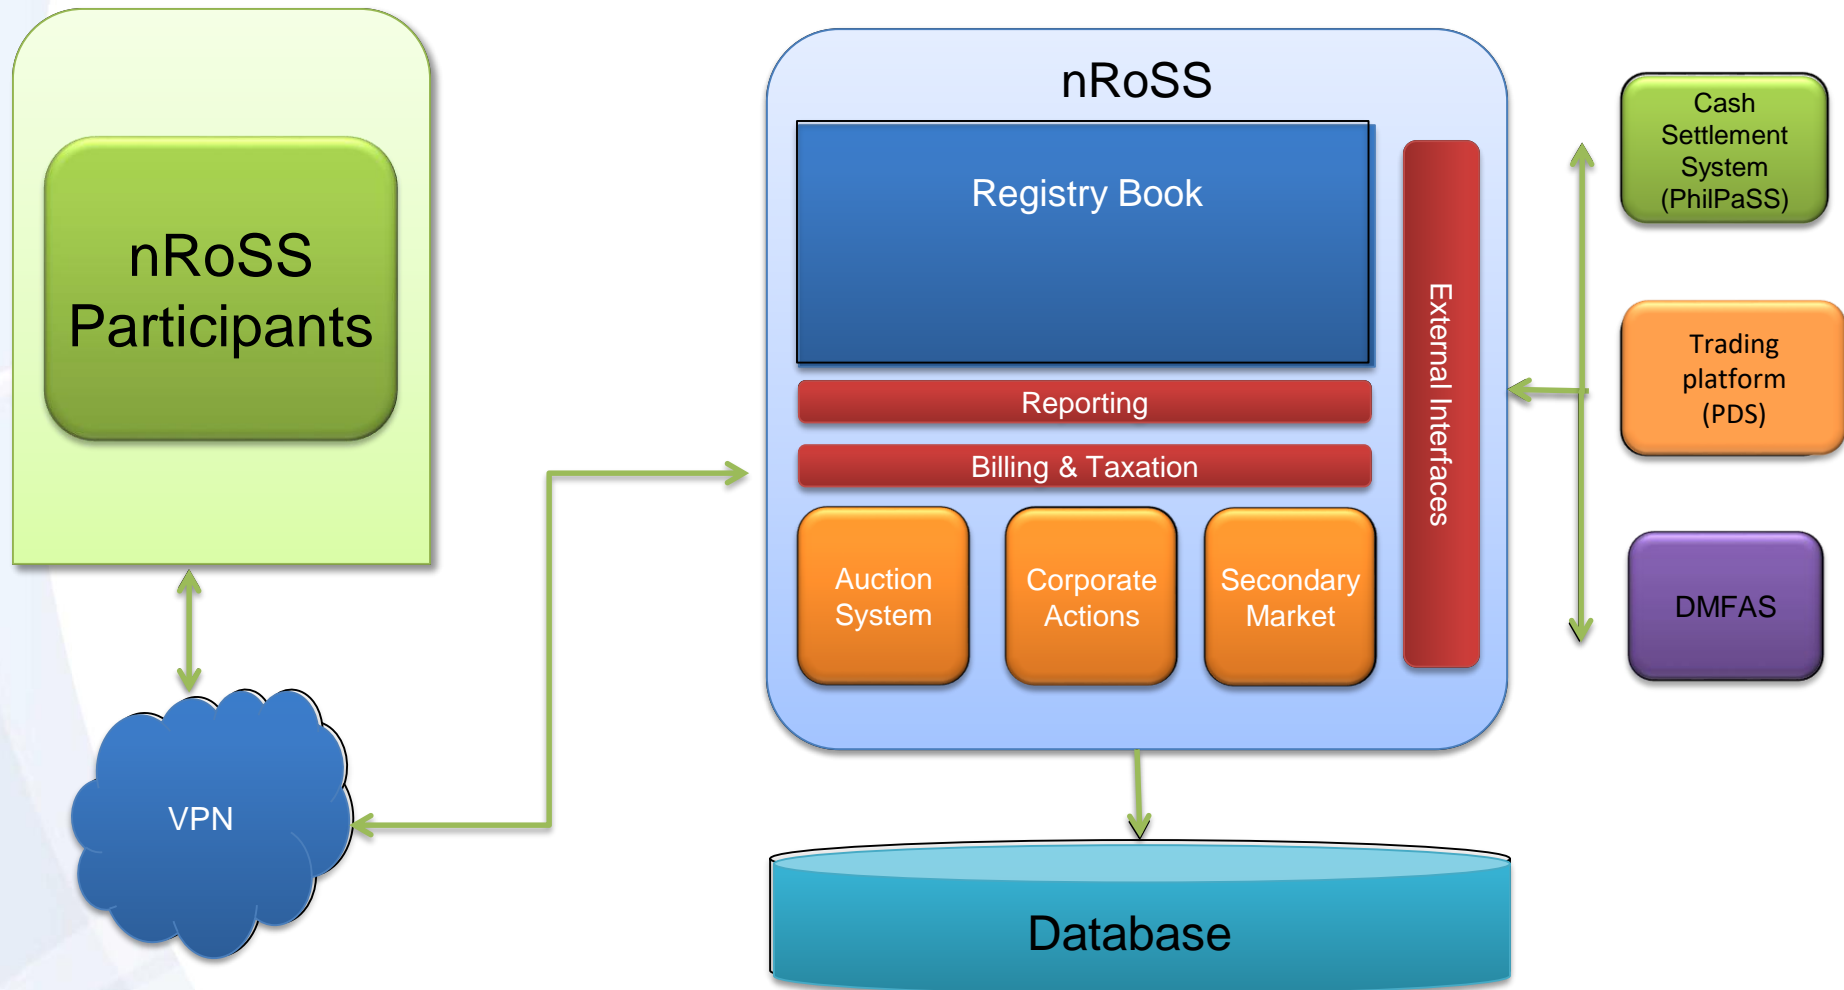 nRoSS
Participants
VPN
nRoSS
Registry Book
Reporting
Billing & Taxation
Auction
System
Corporate
Actions
Secondary
Market
External Interfaces
Database
Cash
Settlement
System
(PhilPaSS)
Trading
platform
(PDS)
DMFAS